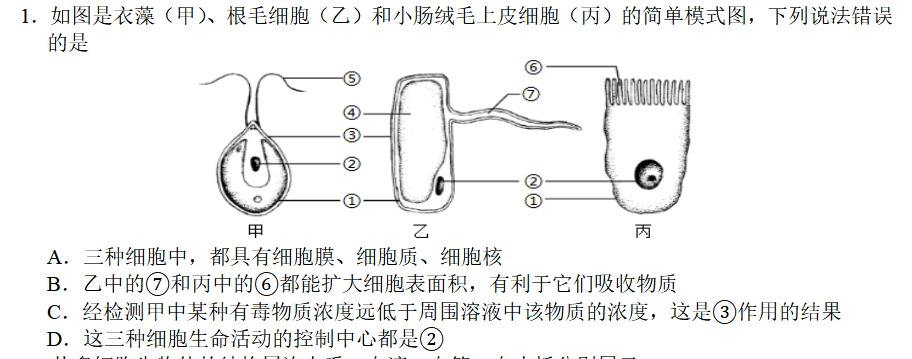 1. 如图是衣藻（甲）、根毛细胞（乙）和小肠绒毛上皮细胞（丙）的简单模式图，下列说法错误
的是
⑥
⑤
⑦
④
③
②
②
①
①
甲
乙
丙
A．三种细胞中，都具有细胞膜、细胞质、细胞核
B．乙中的⑦和丙中的⑥都能扩大细胞表面积，有利于它们吸收物质
C．经检测甲中某种有毒物质浓度远低于周围溶液中该物质的浓度，这是③作用的结果
D．这三种细胞生命活动的控制中心都是②